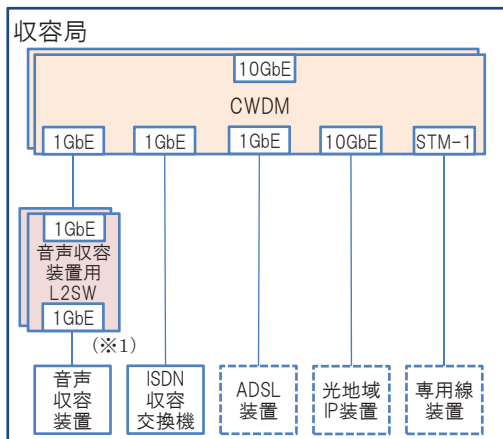 収容局
10GbE
CWDM
1GbE
1GbE
1GbE
10GbE
STM-1
1GbE
音声収容
装置用
L2SW
1GbE
(※1)
音声
収容
装置
ISDN
収容
交換機
ADSL
装置
光地域
IP装置
専用線
装置